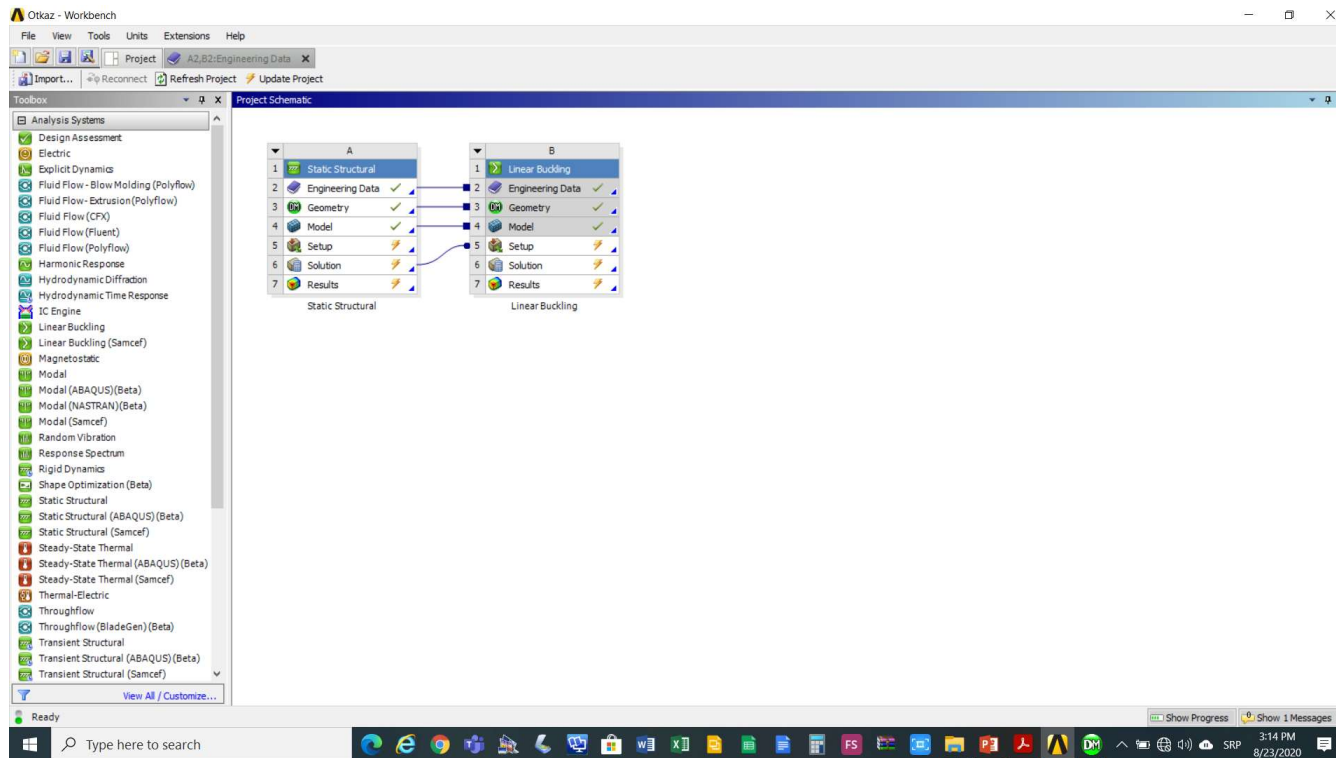 Otkaz - Workbench
File View Tools Units Extensions Help
Project A2,B2:Engineering Data
Import... Reconnect Refresh Project Update Project
Toolbox
Analysis Systems
Design Assessment
Electric
Explicit Dynamics
Fluid Flow - Blow Molding (Polyflow)
Fluid Flow - Extrusion (Polyflow)
Fluid Flow (CFX)
Fluid Flow (Fluent)
Fluid Flow (Polyflow)
Harmonic Response
Hydrodynamic Diffraction
Hydrodynamic Time Response
IC Engine
Linear Buckling
Linear Buckling (Samcef)
Magnetostatic
Modal
Modal (ABAQUS) (Beta)
Modal (NASTRAN) (Beta)
Modal (Samcef)
Random Vibration
Response Spectrum
Rigid Dynamics
Shape Optimization (Beta)
Static Structural
Static Structural (ABAQUS) (Beta)
Static Structural (Samcef)
Steady-State Thermal
Steady-State Thermal (ABAQUS) (Beta)
Steady-State Thermal (Samcef)
Thermal-Electric
Throughflow
Throughflow (BladeGen) (Beta)
Transient Structural
Transient Structural (ABAQUS) (Beta)
Transient Structural (Samcef)
View All / Customize...
Project Schematic
A
1 Static Structural
2 Engineering Data
3 Geometry
4 Model
5 Setup
6 Solution
7 Results
Static Structural
B
1 Linear Buckling
2 Engineering Data
3 Geometry
4 Model
5 Setup
6 Solution
7 Results
Linear Buckling
Ready
Show Progress Show 1 Messages
Type here to search
FS
DM
SRP
3:14 PM
8/23/2020